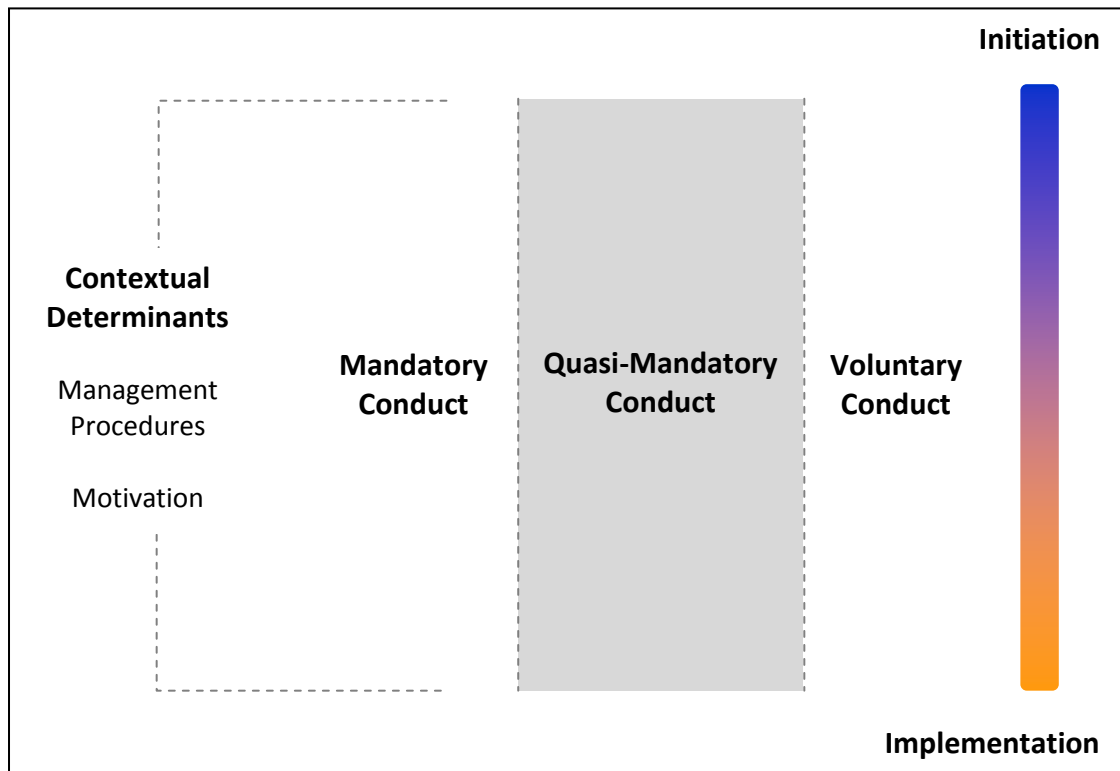 Initiation
Contextual
Determinants
Management
Procedures
Motivation
Mandatory
Conduct
Quasi-Mandatory
Conduct
Voluntary
Conduct
Implementation